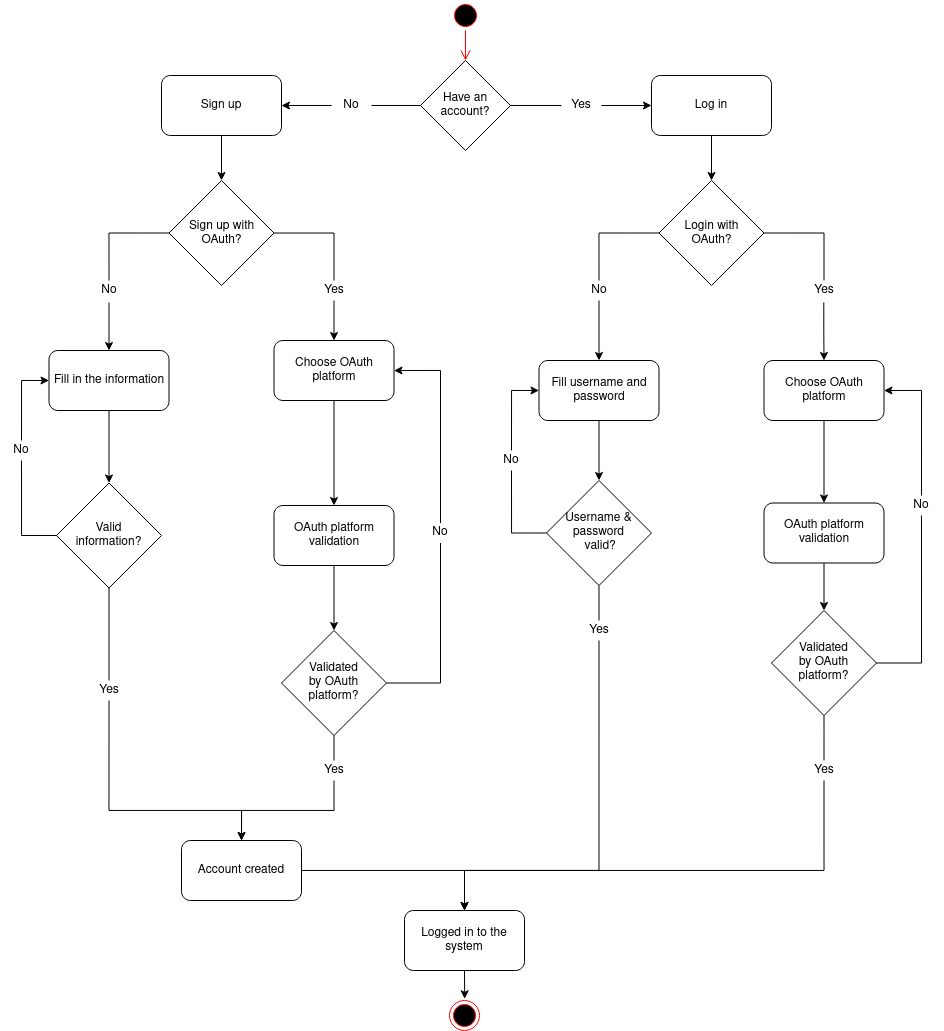 Have an
account?
Sign up
No
Yes
Log in
Sign up with
OAuth?
Login with
OAuth?
No
Yes
No
Yes
Fill in the information
Choose OAuth
platform
Fill username and
password
Choose OAuth
platform
No
No
No
No
Valid
information?
OAuth platform
validation
Username &
password
valid?
OAuth platform
validation
Yes
Validated
by OAuth
platform?
Validated
by OAuth
platform?
Yes
Yes
Yes
Account created
Logged in to the
system